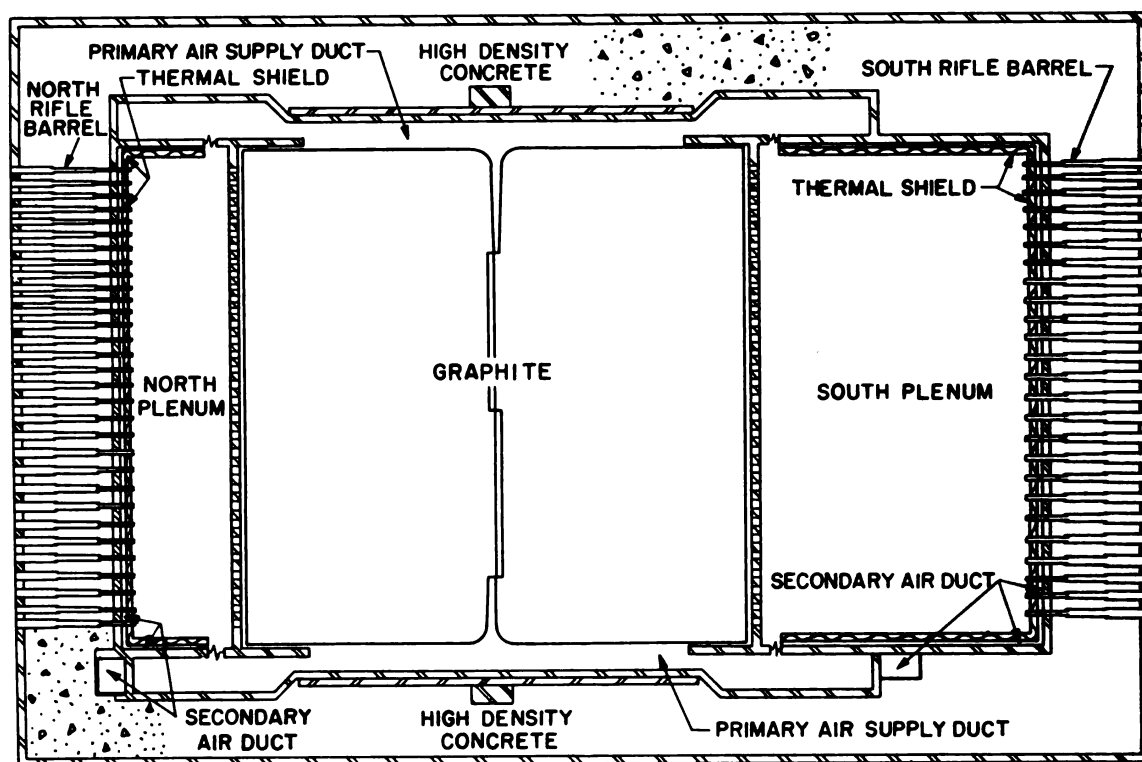 PRIMARY AIR SUPPLY DUCT
THERMAL SHIELD
HIGH DENSITY
CONCRETE
SOUTH RIFLE BARREL
NORTH
RIFLE
BARREL
THERMAL SHIELD
NORTH
PLENUM
GRAPHITE
SOUTH PLENUM
SECONDARY AIR DUCT
SECONDARY
AIR DUCT
HIGH DENSITY
CONCRETE
PRIMARY AIR SUPPLY DUCT